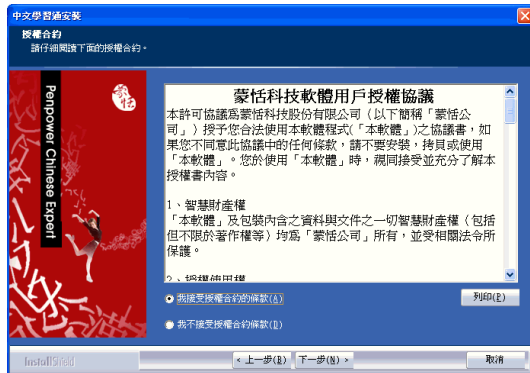 中文學習通安裝
授權合約
請仔細閱讀下面的授權合約。
Penpower Chinese Expert
蒙恬
蒙恬科技軟體用戶授權協議
本許可協議爲蒙恬科技股份有限公司（以下簡稱「蒙恬公
司」）授予您合法使用本軟體程式(「本軟體」)之協議書，如
果您不同意此協議中的任何條款，請不要安裝，拷貝或使用
「本軟體」。您於使用「本軟體」時，視同接受並充分了解本
授權書內容。
1、智慧財產權
「本軟體」及包裝內含之資料與文件之一切智慧財產權（包括
但不限於著作權等）均爲「蒙恬公司」所有，並受相關法令所
保護。
2、授權使用權
我接受授權合約的條款(A)
列印(P)
我不接受授權合約條款(D)
InstallShield
< 上一步(B)
下一步(N) >
取消